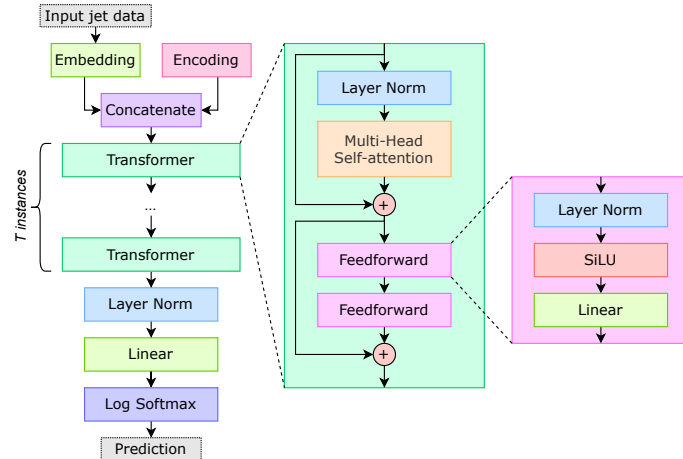 Input jet data
Embedding
Encoding
Concatenate
Transformer
...
Transformer
T instances
Layer Norm
Linear
Log Softmax
Prediction
Layer Norm
Multi-Head
Self-attention
+
Feedforward
Feedforward
+
Layer Norm
SiLU
Linear